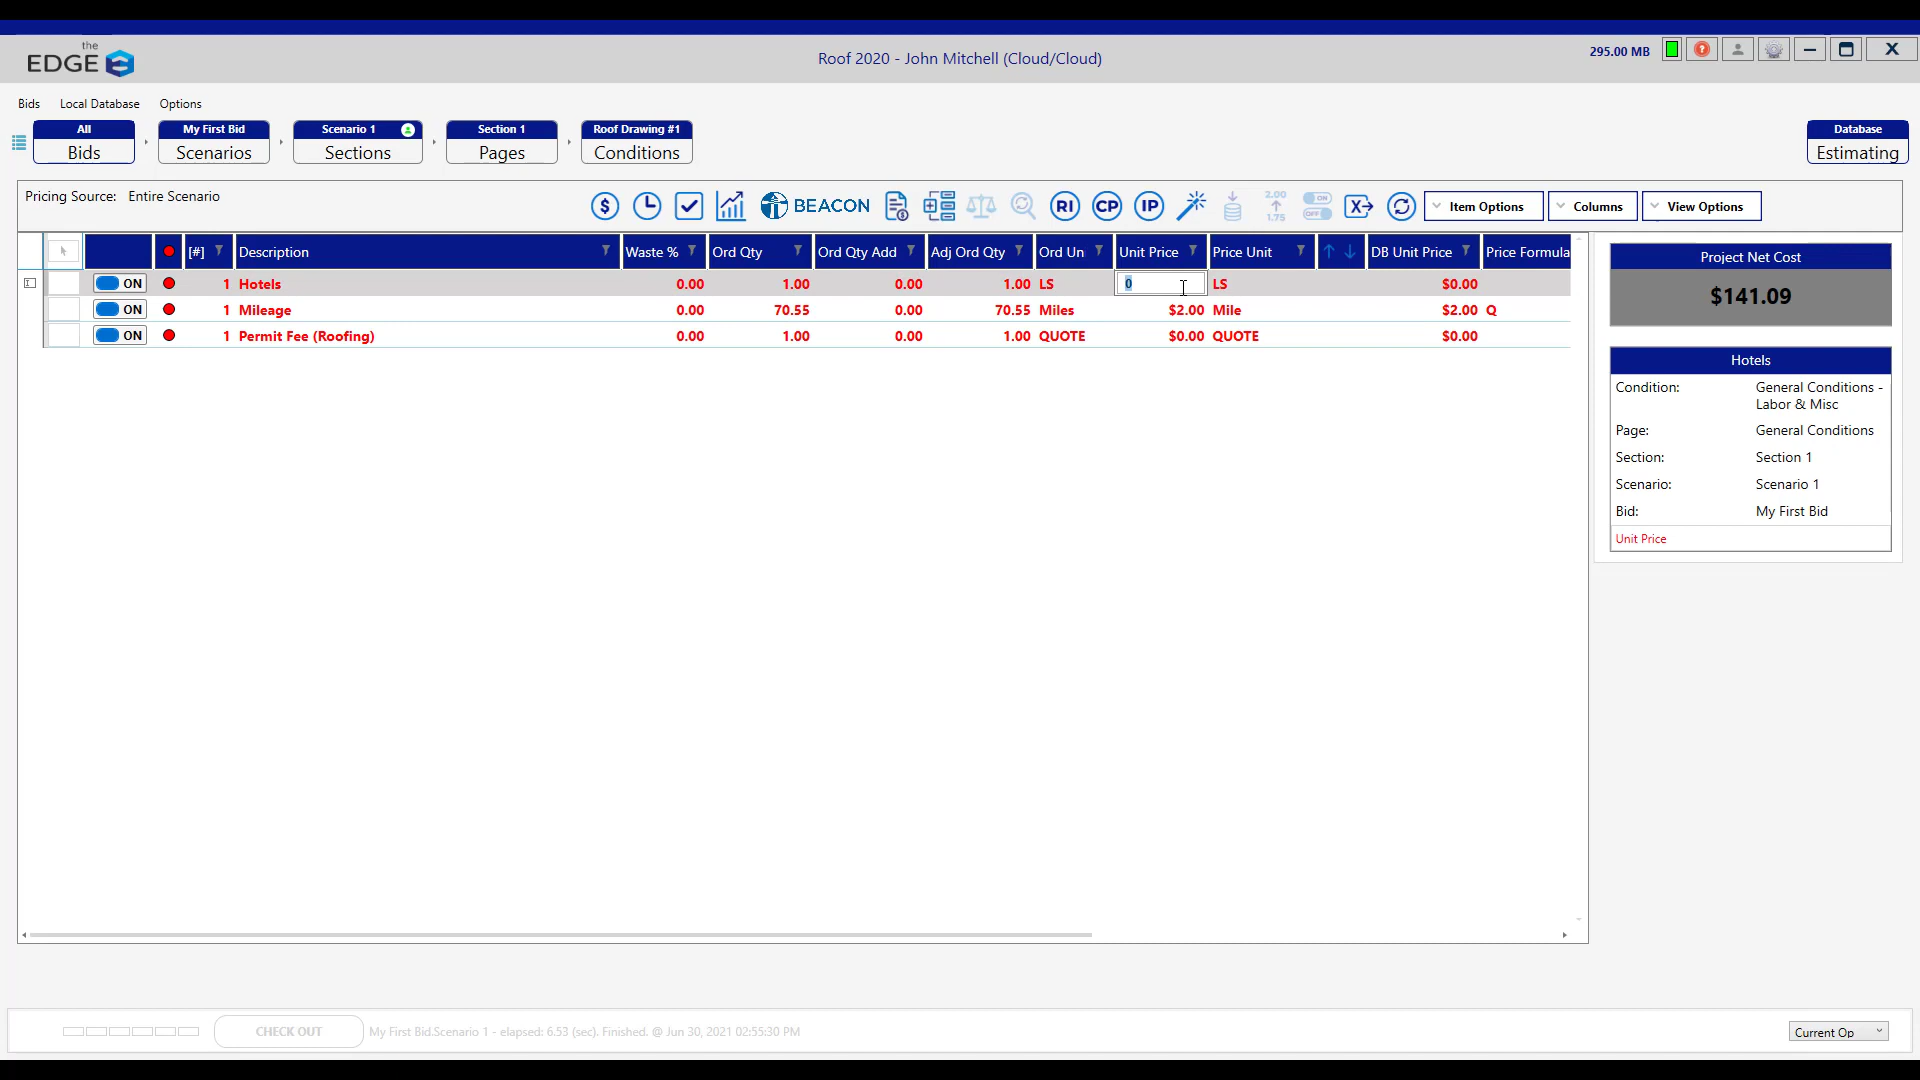 the
EDGE
Roof 2020 - John Mitchell (Cloud/Cloud)
295.00 MB
X
Bids Local Database Options
All
Bids
My First Bid
Scenarios
Scenario 1
Sections
Section 1
Pages
Roof Drawing #1
Conditions
Database
Estimating
Pricing Source: Entire Scenario
BEACON
RI
CP
IP
2.00
1.75
ON
OFF
X
Item Options
Columns
View Options
[#] Description Waste % Ord Qty Ord Qty Add Adj Ord Qty Ord Un Unit Price Price Unit DB Unit Price Price Formula
ON 1 Hotels 0.00 1.00 0.00 1.00 LS 0 LS $0.00
ON 1 Mileage 0.00 70.55 0.00 70.55 Miles $2.00 Mile $2.00 Q
ON 1 Permit Fee (Roofing) 0.00 1.00 0.00 1.00 QUOTE $0.00 QUOTE $0.00
Project Net Cost
$141.09
Hotels
Condition: General Conditions -
Labor & Misc
Page: General Conditions
Section: Section 1
Scenario: Scenario 1
Bid: My First Bid
Unit Price
CHECK OUT
My First Bid.Scenario 1 - elapsed: 6.53 (sec). Finished. @ Jun 30, 2021 02:55:30 PM
Current Op